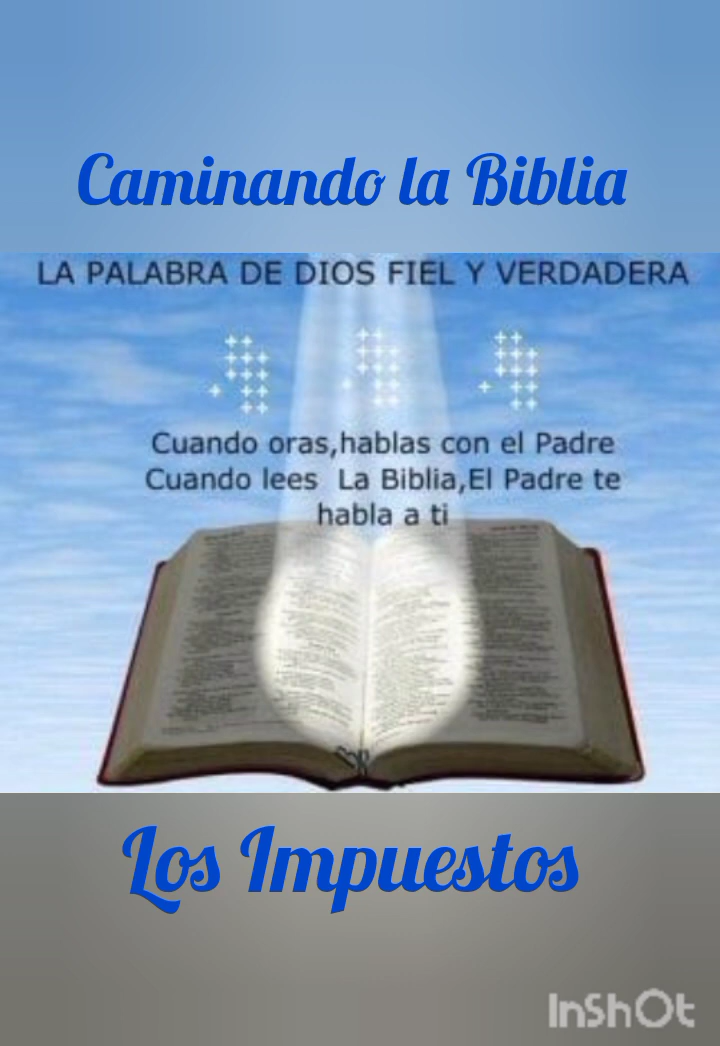 Caminando la Biblia
LA PALABRA DE DIOS FIEL Y VERDADERA
Cuando oras,hablas con el Padre
Cuando lees La Biblia,El Padre te
habla a ti
Los Impuestos
InShOt